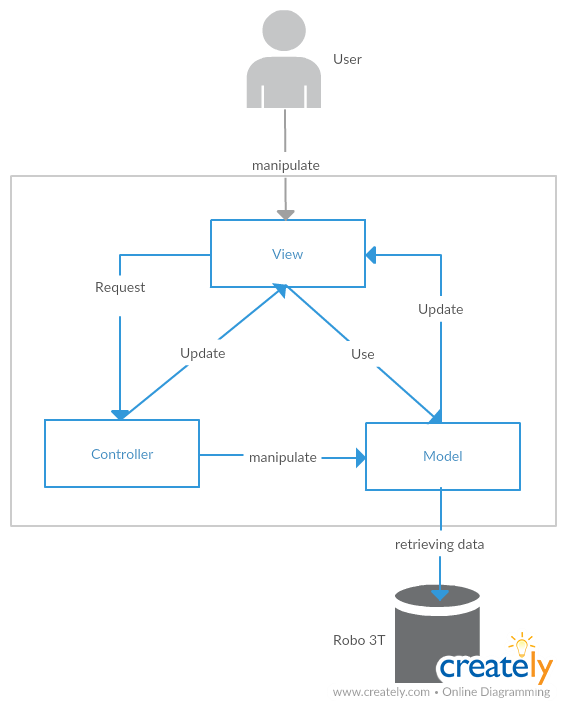 User
manipulate
View
Request
Update
Update
Use
Controller
manipulate
Model
retrieving data
Robo 3T
creately
www.creately.com • Online Diagramming